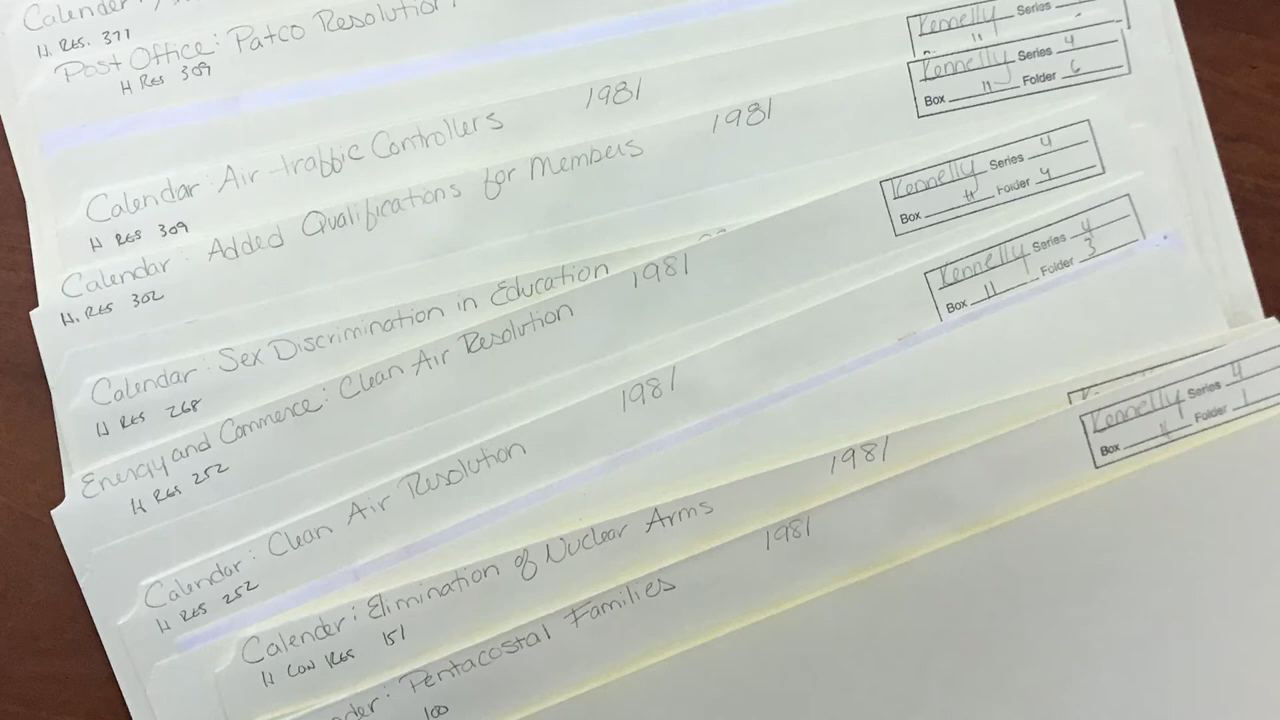 Calender
H. RES. 377
Post Office: Patco Resolution
H Res 309
Kennelly Series
11
Calendar: Air-traffic Controllers 1981
H RES 309
Kennelly Series 4
Box 11 Folder 6
Calendar: Added Qualifications for Members 1981
H. RES 302
Calendar: Sex Discrimination in Education
H RES 268
Kennelly Series 4
Box 11 Folder 4
Energy and Commerce: Clean Air Resolution 1981
H RES 252
Kennelly Series 4
Box 11 Folder 3
Calendar: Clean Air Resolution 1981
H RES 252
Calender: Elimination of Nuclear Arms 1981
H CON RES 151
nder: Pentacostal Families 1981
100
Kennelly Series 4
Box 11 Folder 1